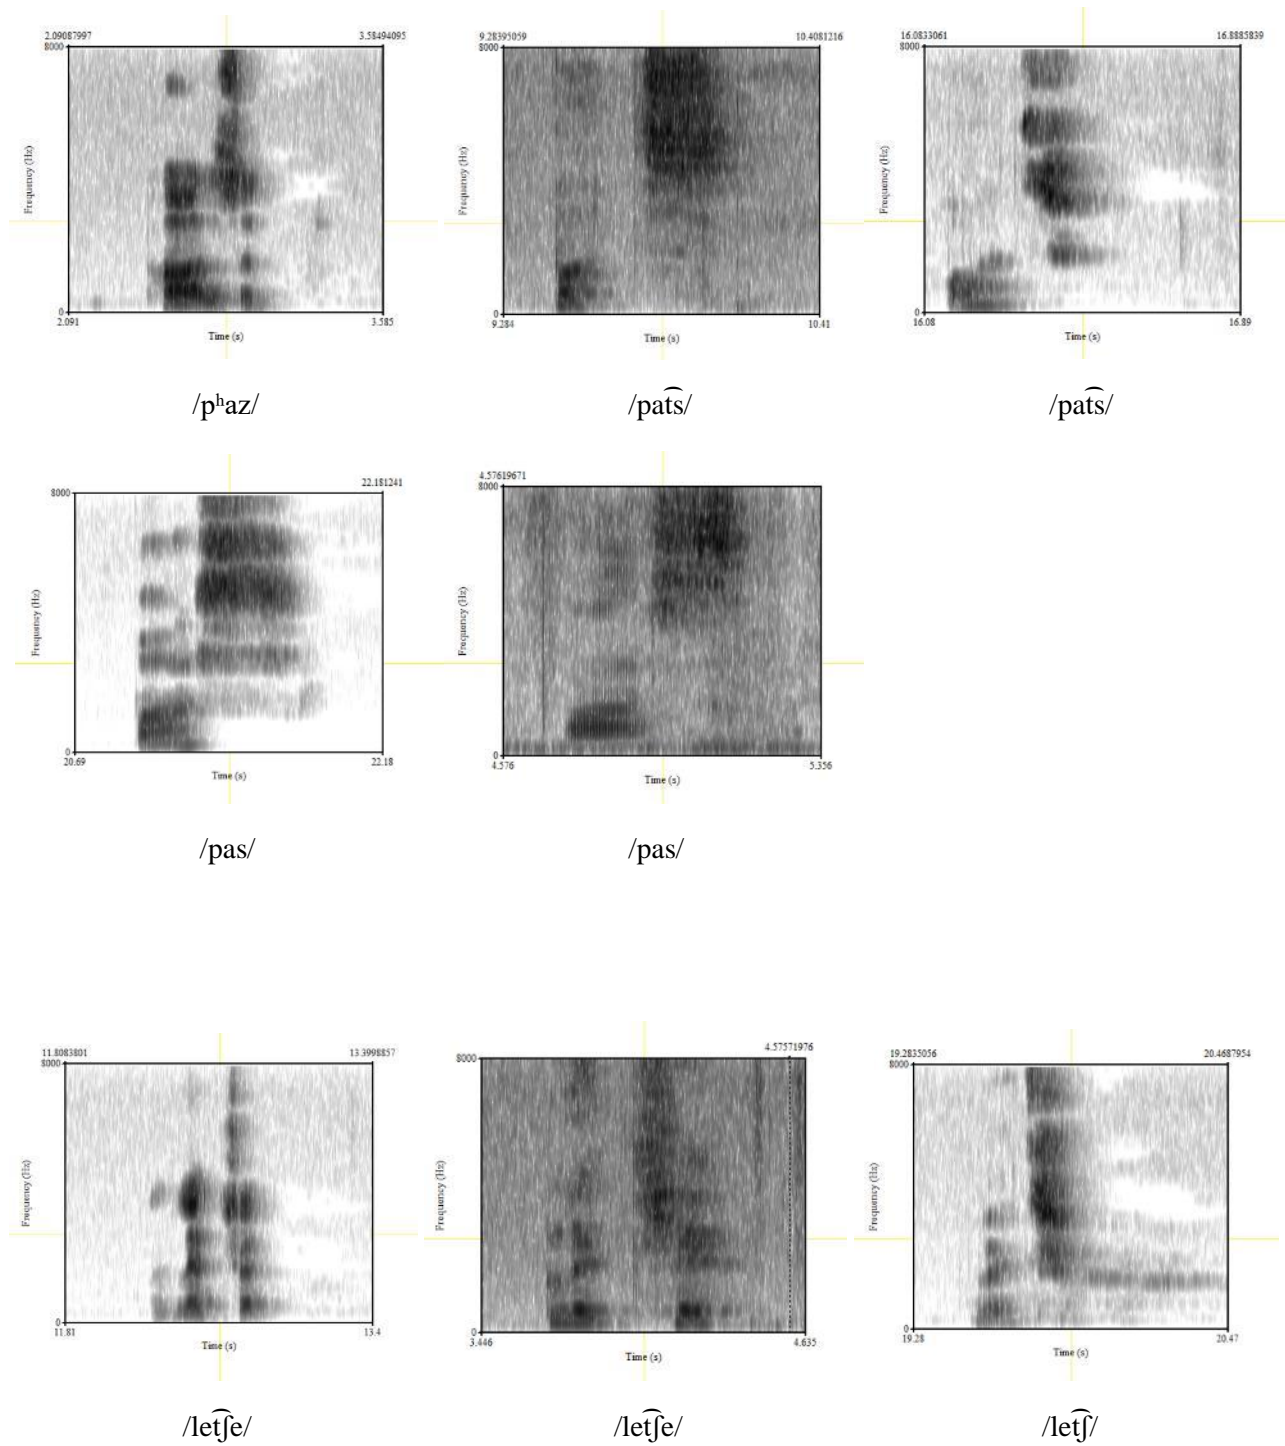 2.09087997 3.58494095
8000
Frequency (Hz)
0
2.091 3.585
Time (s)
/pʰaz/
9.28395059 10.4081216
8000
Frequency (Hz)
0
9.284 10.41
Time (s)
/pat͡s/
16.0833061 16.8885839
8000
Frequency (Hz)
0
16.08 16.89
Time (s)
/pat͡s/
22.181241
8000
Frequency (Hz)
0
20.69 22.18
Time (s)
/pas/
4.57619671
8000
Frequency (Hz)
0
4.576 5.356
Time (s)
/pas/
11.8083801 13.3998857
8000
Frequency (Hz)
0
11.81 13.4
Time (s)
/let͡ʃe/
4.57571976
8000
Frequency (Hz)
0
3.446 4.635
Time (s)
/let͡ʃe/
19.2835056 20.4687954
8000
Frequency (Hz)
0
19.28 20.47
Time (s)
/let͡ʃ/